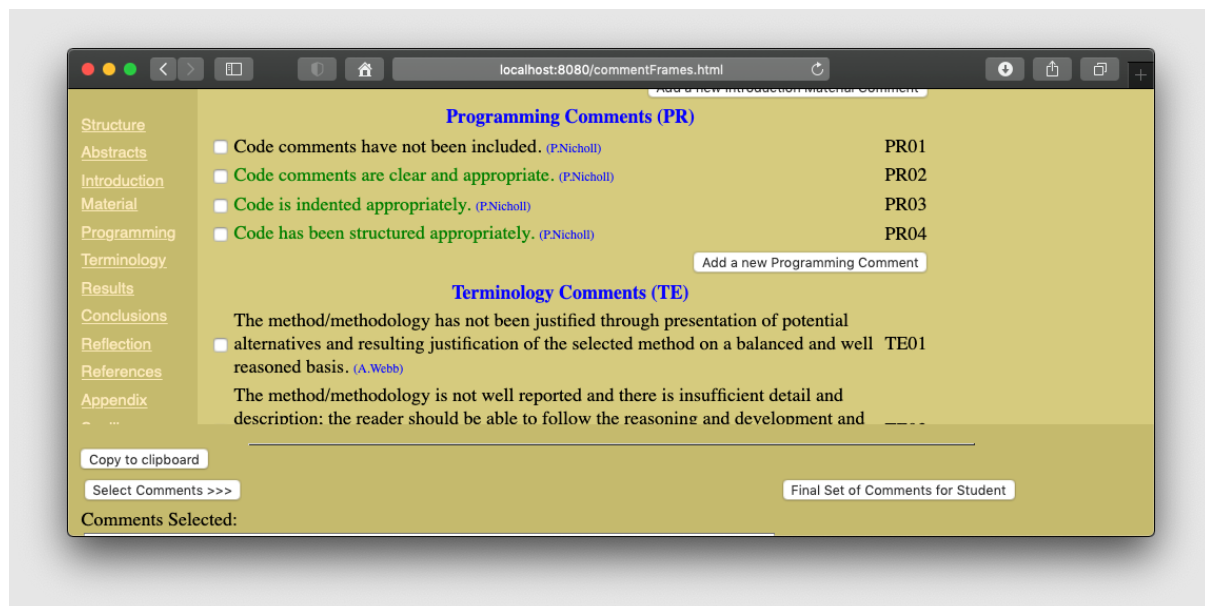 localhost:8080/commentFrames.html
Add a new Introduction Material Comment
Structure
Abstracts
Introduction
Material
Programming
Terminology
Results
Conclusions
Reflection
References
Appendix
Programming Comments (PR)
Code comments have not been included. (P.Nicholl) PR01
Code comments are clear and appropriate. (P.Nicholl) PR02
Code is indented appropriately. (P.Nicholl) PR03
Code has been structured appropriately. (P.Nicholl) PR04
Add a new Programming Comment
Terminology Comments (TE)
The method/methodology has not been justified through presentation of potential
alternatives and resulting justification of the selected method on a balanced and well TE01
reasoned basis. (A.Webb)
The method/methodology is not well reported and there is insufficient detail and
description; the reader should be able to follow the reasoning and development and
Copy to clipboard
Select Comments >>>
Final Set of Comments for Student
Comments Selected: